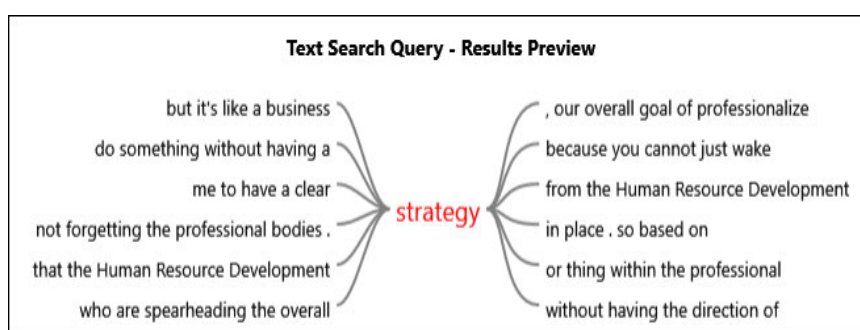 Text Search Query - Results Preview
but it's like a business
do something without having a
me to have a clear
not forgetting the professional bodies .
that the Human Resource Development
who are spearheading the overall
strategy
, our overall goal of professionalize
because you cannot just wake
from the Human Resource Development
in place . so based on
or thing within the professional
without having the direction of